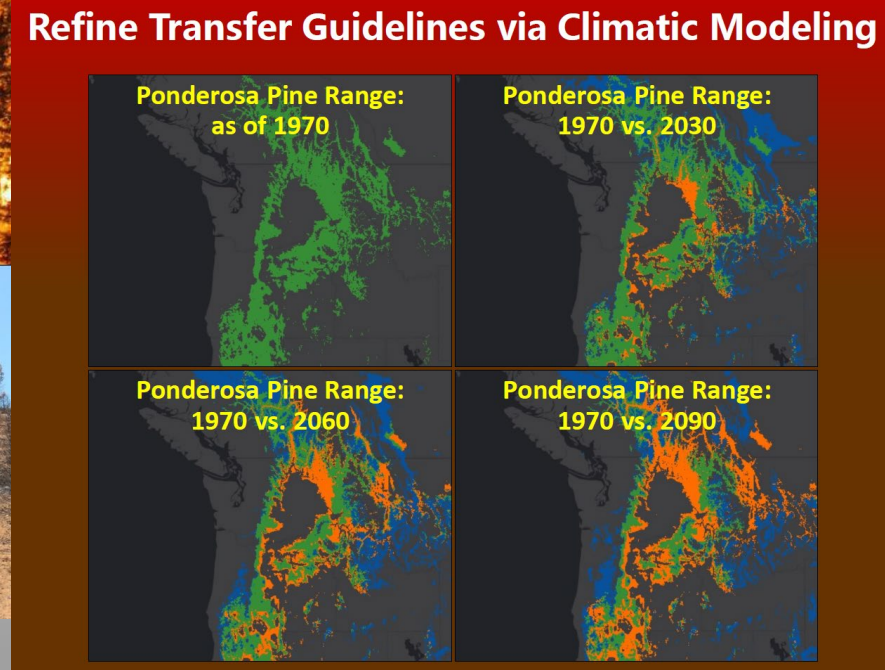 Refine Transfer Guidelines via Climatic Modeling
Ponderosa Pine Range:
as of 1970
Ponderosa Pine Range:
1970 vs. 2030
Ponderosa Pine Range:
1970 vs. 2060
Ponderosa Pine Range:
1970 vs. 2090